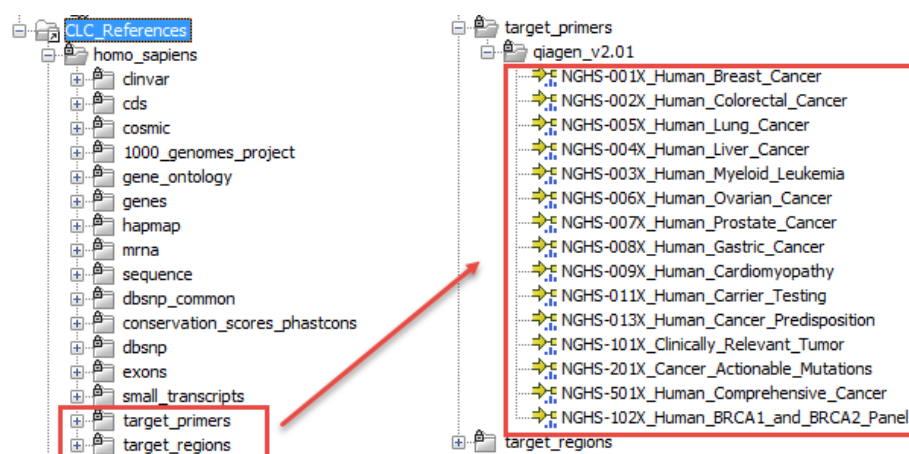 CLC_References
homo_sapiens
clinvar
cds
cosmic
1000_genomes_project
gene_ontology
genes
hapmap
mrna
sequence
dbsnp_common
conservation_scores_phastcons
dbsnp
exons
small_transcripts
target_primers
target_regions
target_primers
qiagen_v2.01
NGHS-001X_Human_Breast_Cancer
NGHS-002X_Human_Colorectal_Cancer
NGHS-005X_Human_Lung_Cancer
NGHS-004X_Human_Liver_Cancer
NGHS-003X_Human_Myeloid_Leukemia
NGHS-006X_Human_Ovarian_Cancer
NGHS-007X_Human_Prostate_Cancer
NGHS-008X_Human_Gastric_Cancer
NGHS-009X_Human_Cardiomyopathy
NGHS-011X_Human_Carrier_Testing
NGHS-013X_Human_Cancer_Predisposition
NGHS-101X_Clinically_Relevant_Tumor
NGHS-201X_Cancer_Actionable_Mutations
NGHS-501X_Human_Comprehensive_Cancer
NGHS-102X_Human_BRCA1_and_BRCA2_Panel
target_regions